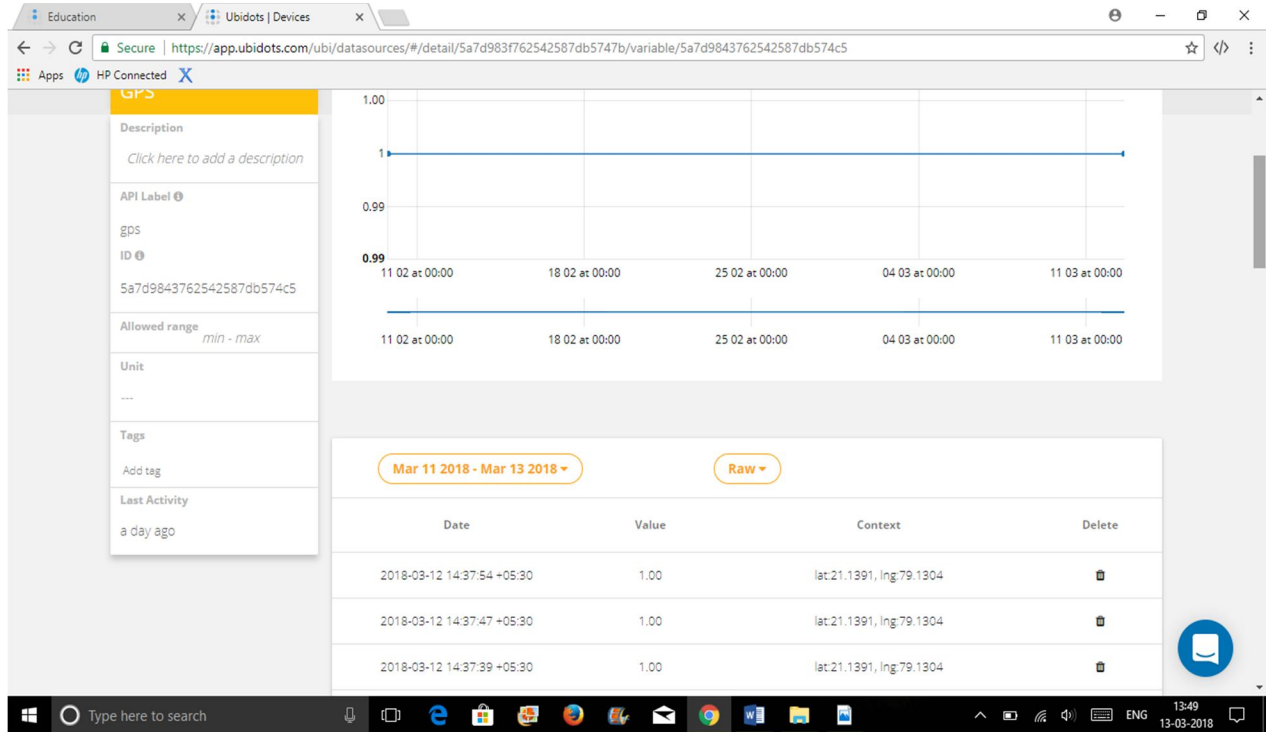 Education
Ubidots | Devices
Secure | https://app.ubidots.com/ubi/datasources/#/detail/5a7d983f762542587db5747b/variable/5a7d9843762542587db574c5
Apps HP Connected
GPS
Description
Click here to add a description
API Label
gps
ID
5a7d9843762542587db574c5
Allowed range
min - max
Unit
---
Tags
Add tag
Last Activity
a day ago
1.00
1
0.99
0.99
11 02 at 00:00 18 02 at 00:00 25 02 at 00:00 04 03 at 00:00 11 03 at 00:00
11 02 at 00:00 18 02 at 00:00 25 02 at 00:00 04 03 at 00:00 11 03 at 00:00
Mar 11 2018 - Mar 13 2018 Raw
Date Value Context Delete
2018-03-12 14:37:54 +05:30 1.00 lat:21.1391, lng:79.1304
2018-03-12 14:37:47 +05:30 1.00 lat:21.1391, lng:79.1304
2018-03-12 14:37:39 +05:30 1.00 lat:21.1391, lng:79.1304
Type here to search
ENG
13:49
13-03-2018